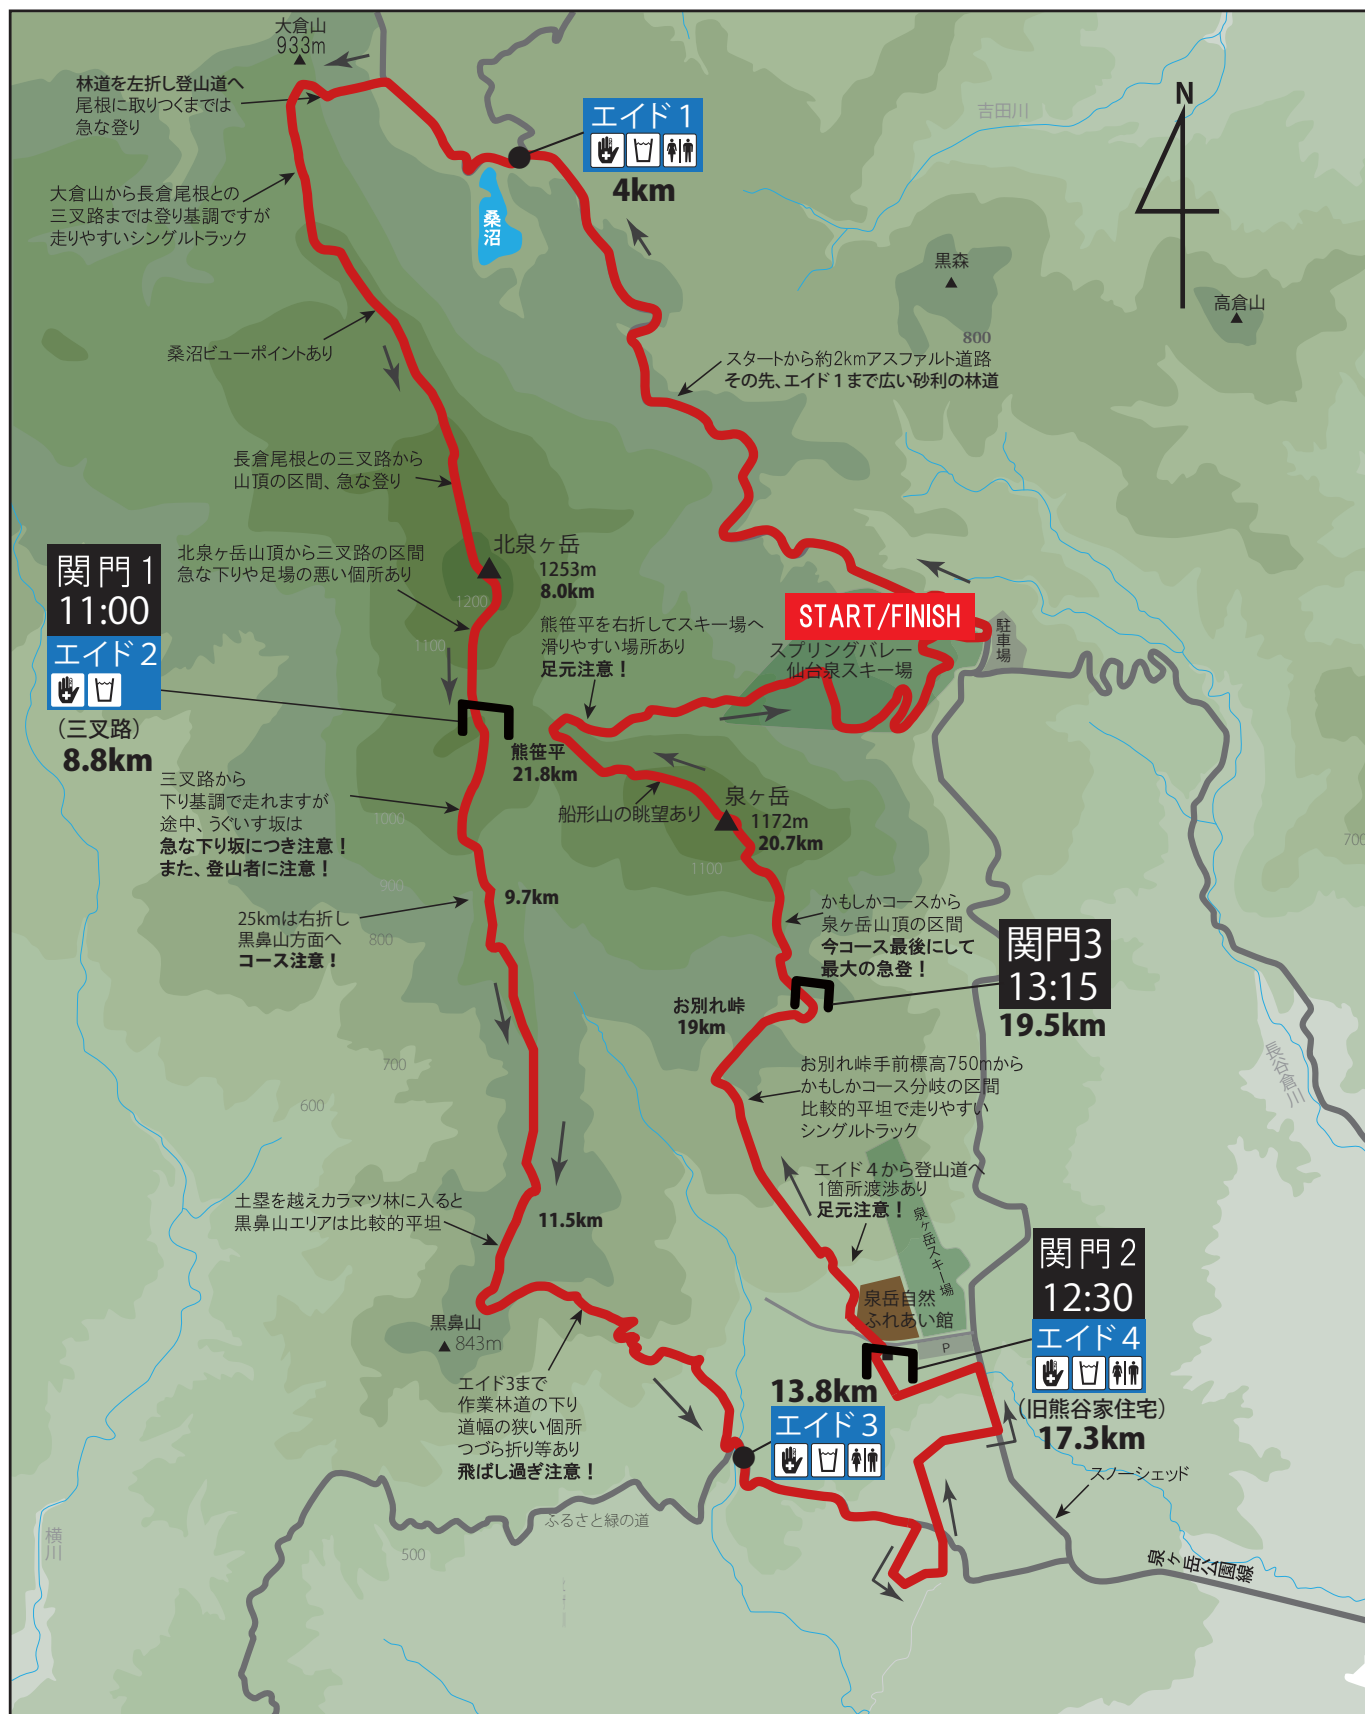 大倉山
933m
林道を左折し登山道へ
尾根に取りつくまでは
急な登り
エイド1
4km
吉田川
N
大倉山から長倉尾根との
三叉路までは登り基調ですが
走りやすいシングルトラック
桑沼
黒森
高倉山
800
桑沼ビューポイントあり
スタートから約2kmアスファルト道路
その先、エイド1まで広い砂利の林道
長倉尾根との三叉路から
山頂の区間、急な登り
関門1
11:00
エイド2
(三叉路)
8.8km
北泉ヶ岳山頂から三叉路の区間
急な下りや足場の悪い個所あり
北泉ヶ岳
1253m
8.0km
1200
1100
START/FINISH
スプリングバレー
仙台泉スキー場
駐車場
熊笹平を右折してスキー場へ
滑りやすい場所あり
足元注意！
熊笹平
21.8km
三叉路から
下り基調で走れますが
途中、うぐいす坂は
急な下り坂につき注意！
また、登山者に注意！
船形山の眺望あり
泉ヶ岳
1172m
20.7km
1000
1100
700
900
9.7km
25kmは右折し
黒鼻山方面へ
コース注意！
800
かもしかコースから
泉ヶ岳山頂の区間
今コース最後にして
最大の急登！
関門3
13:15
19.5km
お別れ峠
19km
700
600
お別れ峠手前標高750mから
かもしかコース分岐の区間
比較的平坦で走りやすい
シングルトラック
長谷倉川
エイド4から登山道へ
1箇所渡渉あり
足元注意！
泉ヶ岳スキー場
土塁を越えカラマツ林に入ると
黒鼻山エリアは比較的平坦
11.5km
関門2
12:30
エイド4
(旧熊谷家住宅)
17.3km
泉岳自然
ふれあい館
P
黒鼻山
843m
エイド3まで
作業林道の下り
道幅の狭い個所
つづら折り等あり
飛ばし過ぎ注意！
13.8km
エイド3
スノーシェッド
ふるさと緑の道
横川
500
泉ヶ岳公園線